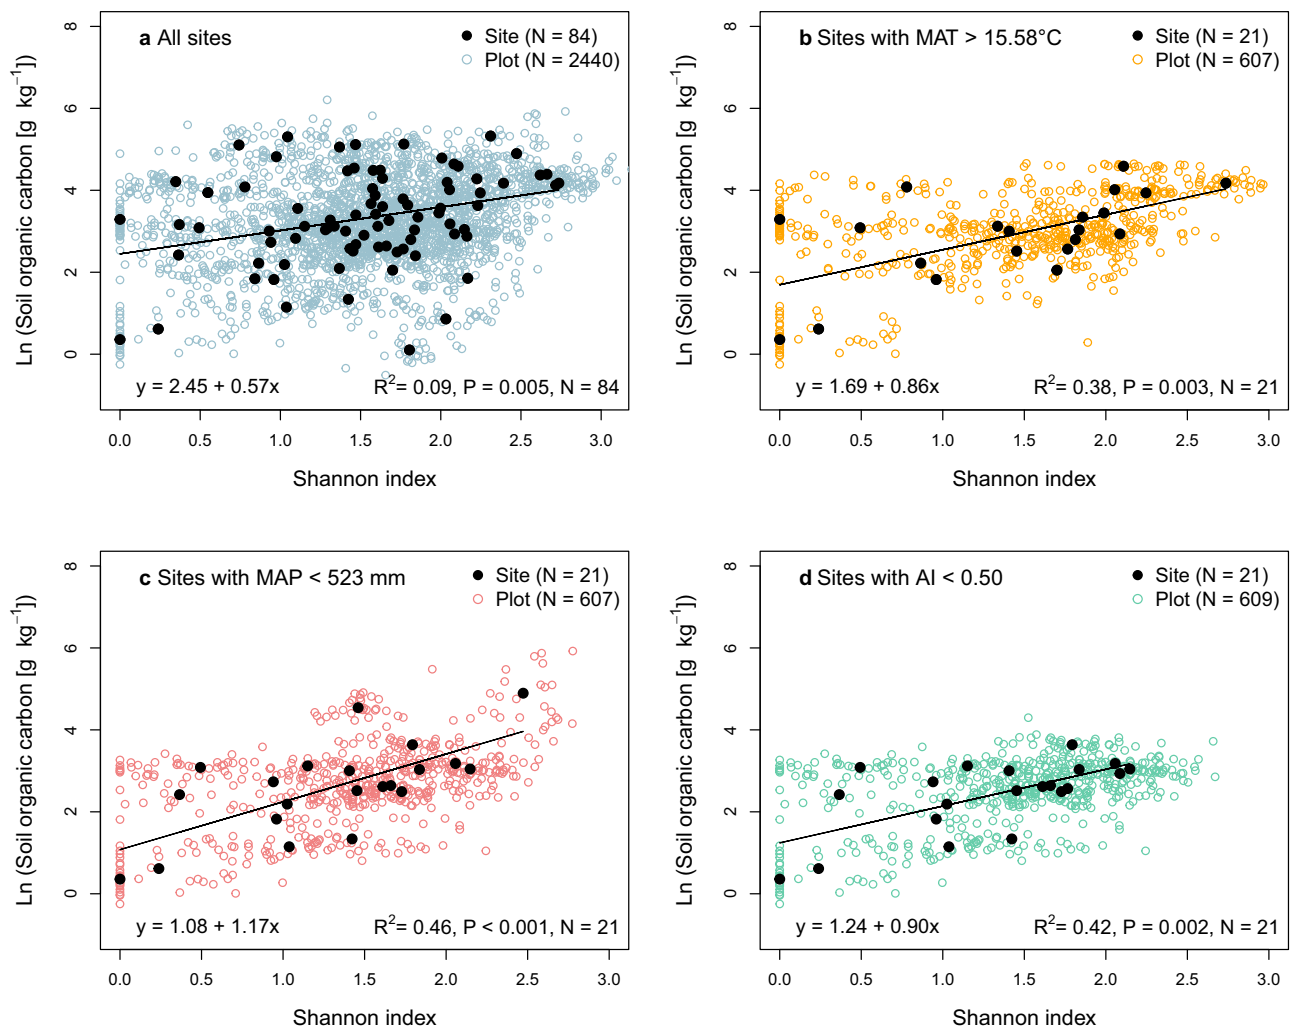 a All sites
Site (N = 84)
Plot (N = 2440)
Ln (Soil organic carbon [g kg⁻¹])
8
6
4
2
0
y = 2.45 + 0.57x
R²= 0.09, P = 0.005, N = 84
0.0 0.5 1.0 1.5 2.0 2.5 3.0
Shannon index
b Sites with MAT > 15.58°C
Site (N = 21)
Plot (N = 607)
Ln (Soil organic carbon [g kg⁻¹])
8
6
4
2
0
y = 1.69 + 0.86x
R²= 0.38, P = 0.003, N = 21
0.0 0.5 1.0 1.5 2.0 2.5 3.0
Shannon index
c Sites with MAP < 523 mm
Site (N = 21)
Plot (N = 607)
Ln (Soil organic carbon [g kg⁻¹])
8
6
4
2
0
y = 1.08 + 1.17x
R²= 0.46, P < 0.001, N = 21
0.0 0.5 1.0 1.5 2.0 2.5 3.0
Shannon index
d Sites with AI < 0.50
Site (N = 21)
Plot (N = 609)
Ln (Soil organic carbon [g kg⁻¹])
8
6
4
2
0
y = 1.24 + 0.90x
R²= 0.42, P = 0.002, N = 21
0.0 0.5 1.0 1.5 2.0 2.5 3.0
Shannon index